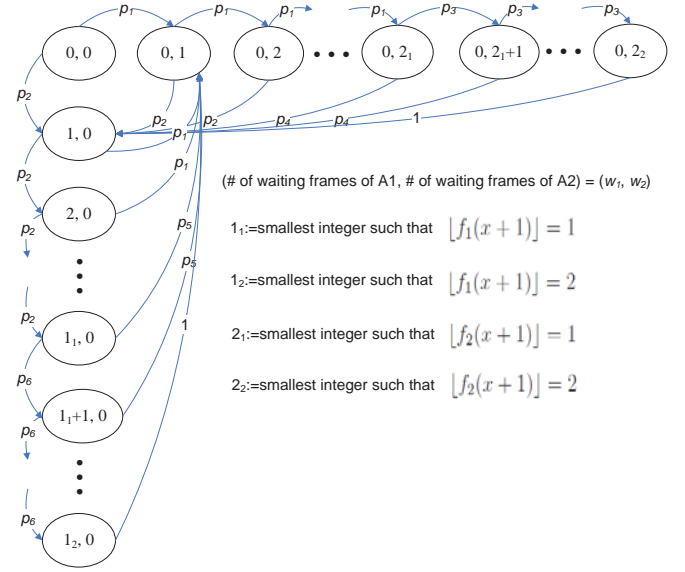 p₁ p₁ p₁ p₁ p₃ p₃ p₃
0, 0 0, 1 0, 2 • • • 0, 2₁ 0, 2₁+1 • • • 0, 2₂
p₂ p₂ p₂ p₄ p₄ 1
1, 0 p₁
p₂ p₁
2, 0
(# of waiting frames of A1, # of waiting frames of A2) = (w₁, w₂)
p₂ p₅
1₁:=smallest integer such that ⌊f₁(x + 1)⌋ = 1
p₅
1₂:=smallest integer such that ⌊f₁(x + 1)⌋ = 2
p₂ 1
1₁, 0
2₁:=smallest integer such that ⌊f₂(x + 1)⌋ = 1
p₆
2₂:=smallest integer such that ⌊f₂(x + 1)⌋ = 2
1₁+1, 0
p₆
p₆
1₂, 0